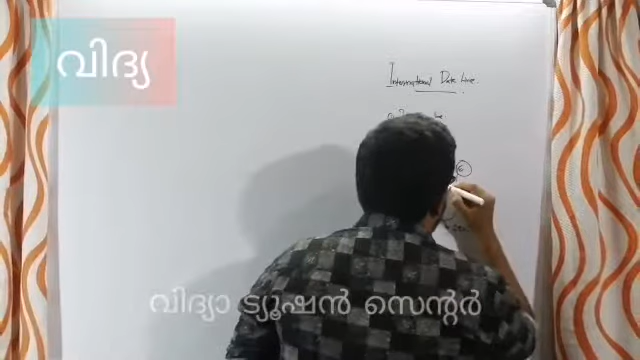 വിദ്യ
International Date Line.
വിദ്യാ ട്യൂഷൻ സെന്റർ